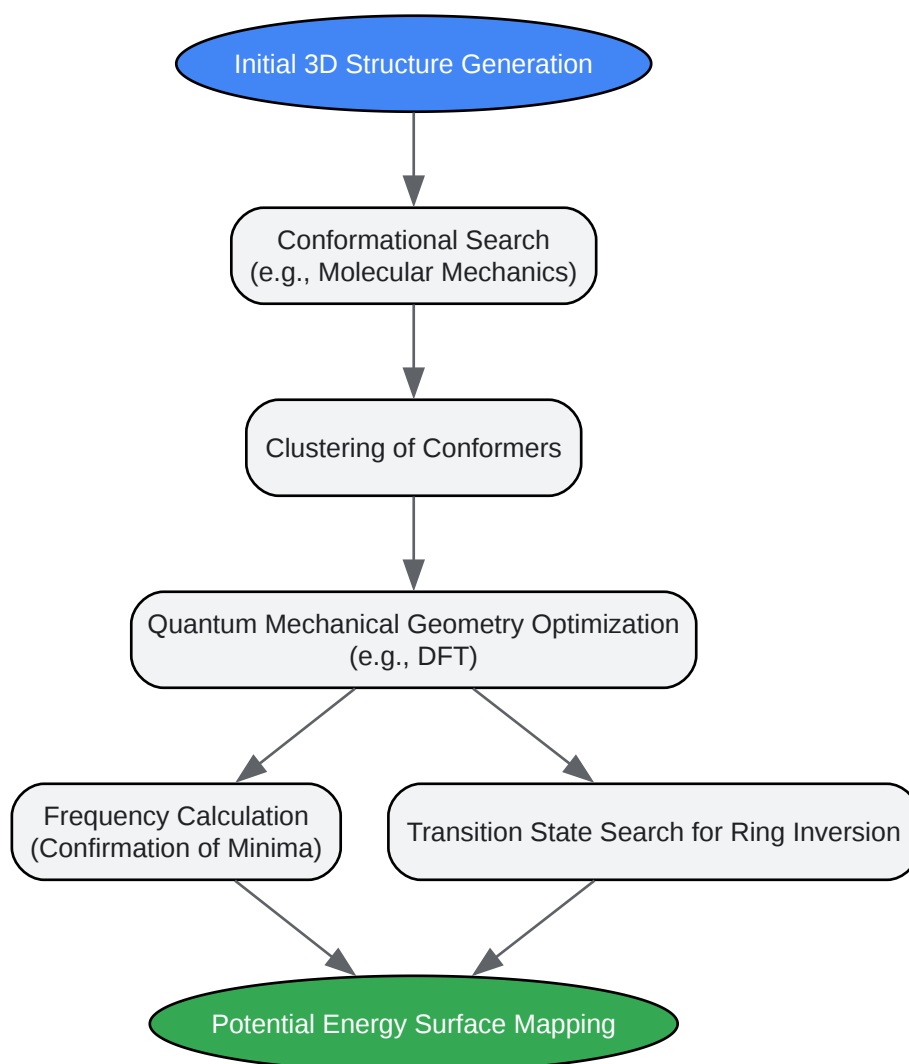 Initial 3D Structure Generation
Conformational Search
(e.g., Molecular Mechanics)
Clustering of Conformers
Quantum Mechanical Geometry Optimization
(e.g., DFT)
Frequency Calculation
(Confirmation of Minima)
Transition State Search for Ring Inversion
Potential Energy Surface Mapping